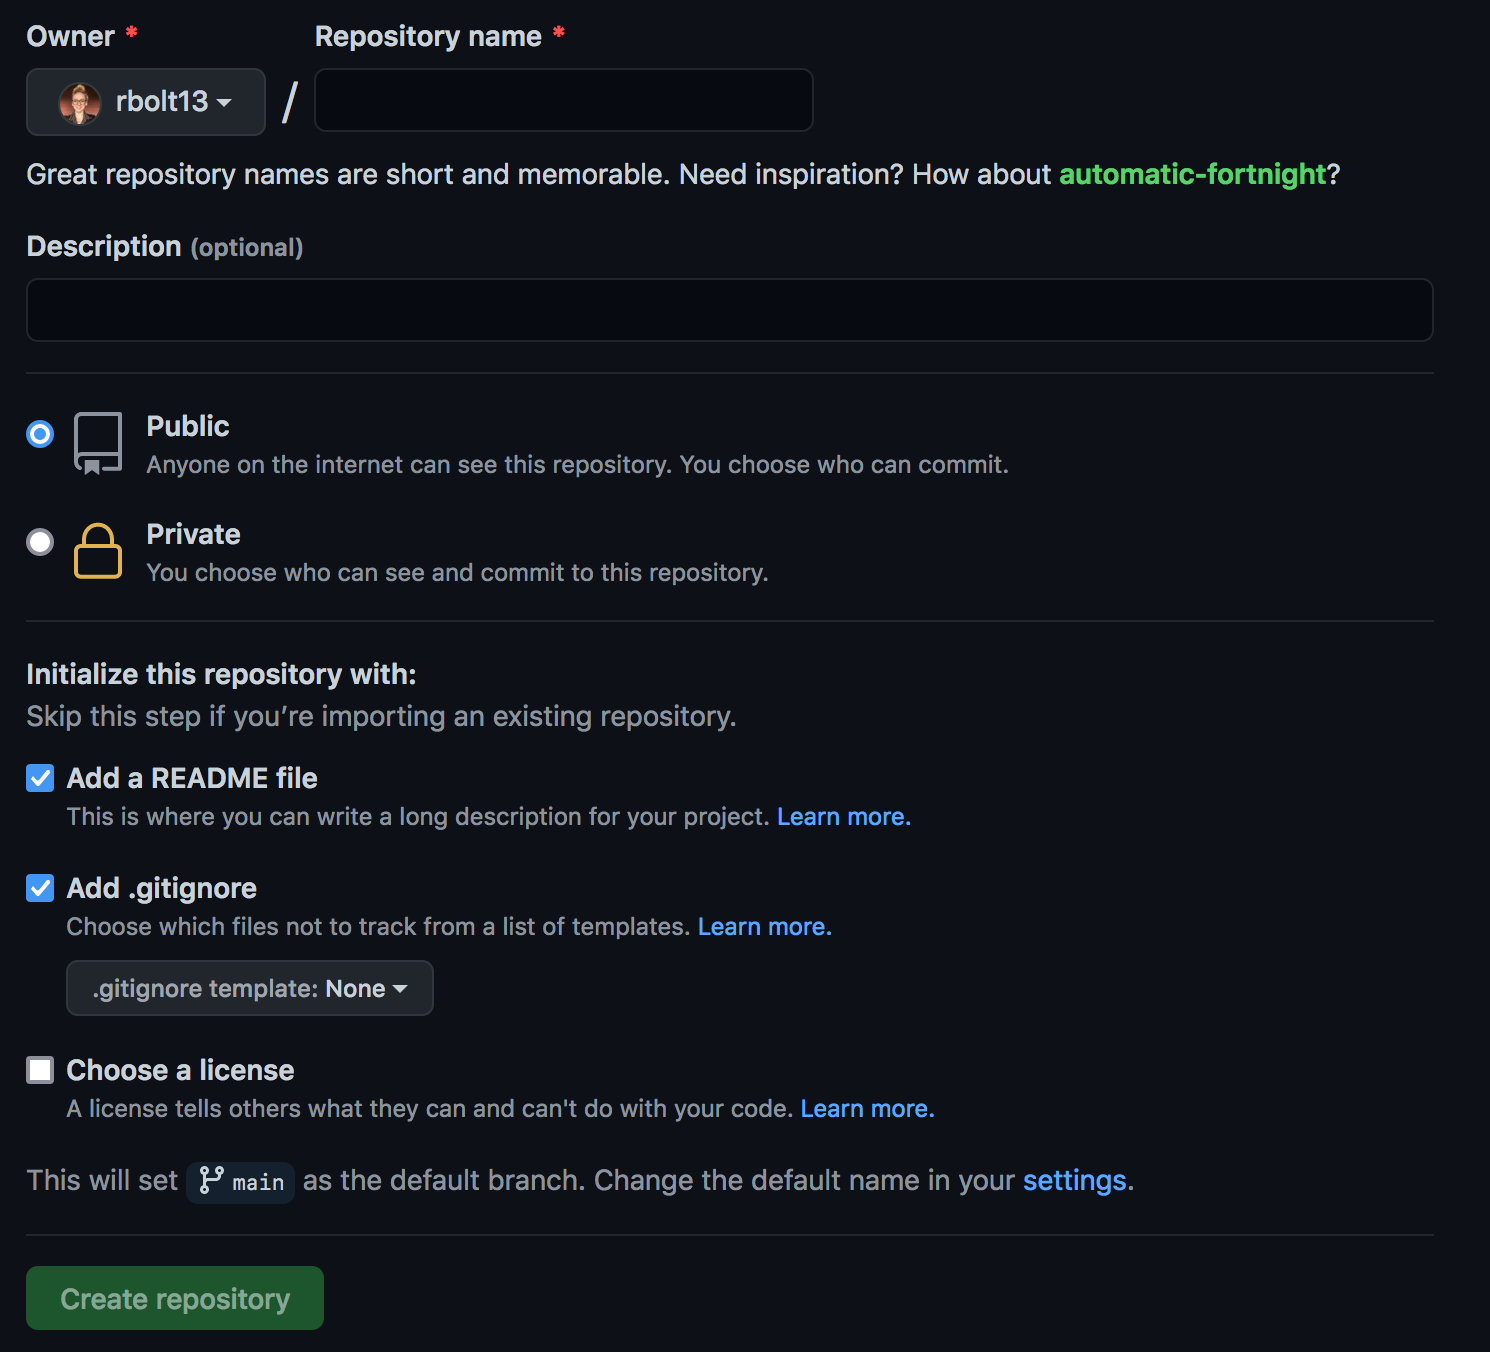 Owner * Repository name *
rbolt13 /
Great repository names are short and memorable. Need inspiration? How about automatic-fortnight?
Description (optional)
Public
Anyone on the internet can see this repository. You choose who can commit.
Private
You choose who can see and commit to this repository.
Initialize this repository with:
Skip this step if you’re importing an existing repository.
Add a README file
This is where you can write a long description for your project. Learn more.
Add .gitignore
Choose which files not to track from a list of templates. Learn more.
.gitignore template: None
Choose a license
A license tells others what they can and can't do with your code. Learn more.
This will set main as the default branch. Change the default name in your settings.
Create repository